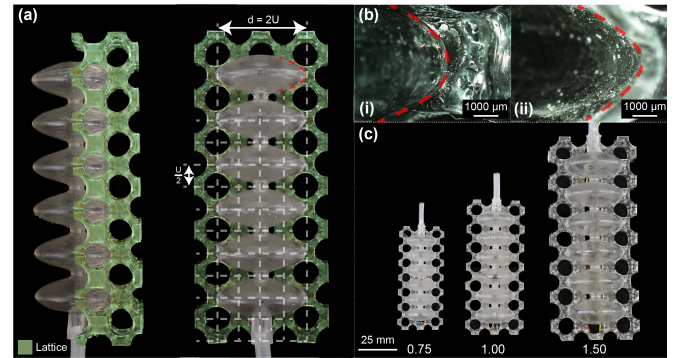 (a)
d = 2U
U
2
Lattice
(b)
(i)
1000 µm
(ii)
1000 µm
(c)
25 mm
0.75
1.00
1.50